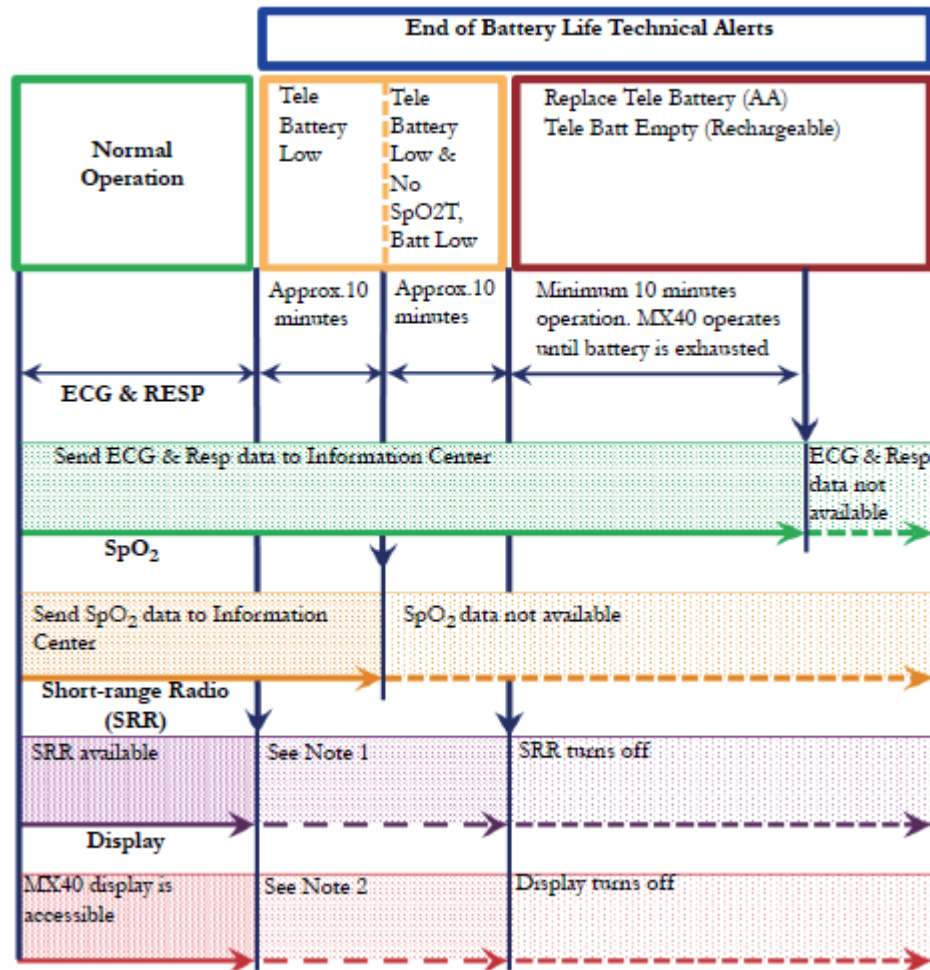 End of Battery Life Technical Alerts
Normal
Operation
Tele
Battery
Low
Tele
Battery
Low &
No
SpO2T,
Batt Low
Replace Tele Battery (AA)
Tele Batt Empty (Rechargeable)
Approx.10
minutes
Approx.10
minutes
Minimum 10 minutes
operation. MX40 operates
until battery is exhausted
ECG & RESP
Send ECG & Resp data to Information Center
ECG & Resp
data not
available
SpO₂
Send SpO₂ data to Information
Center
SpO₂ data not available
Short-range Radio
(SRR)
SRR available
See Note 1
SRR turns off
Display
MX40 display is
accessible
See Note 2
Display turns off